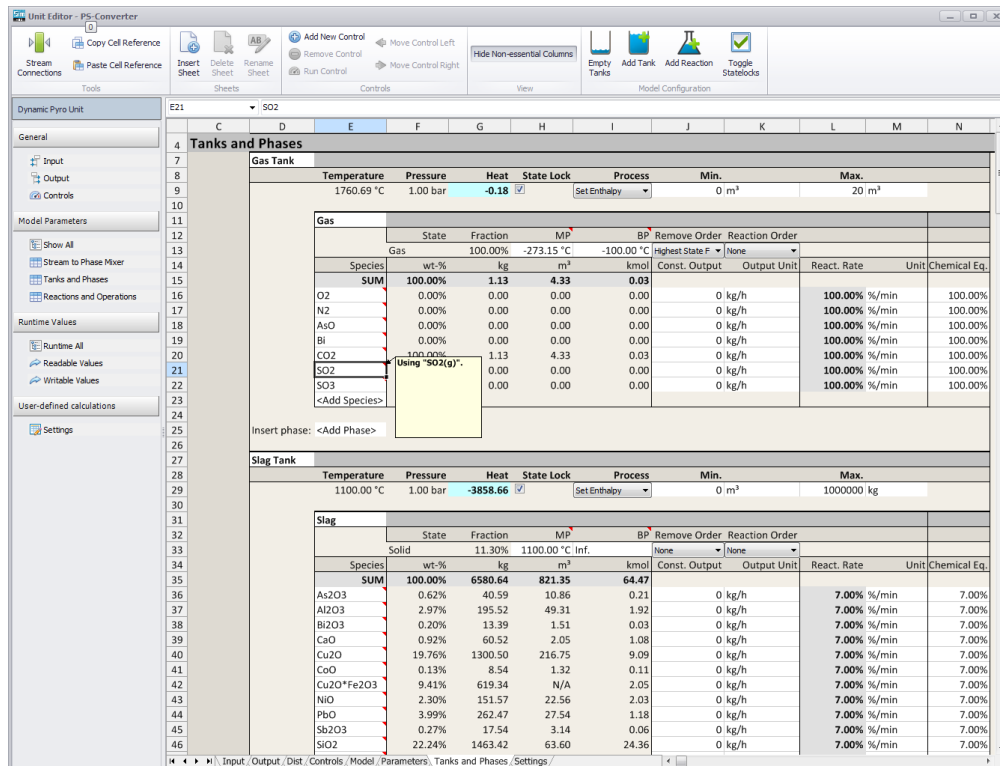 Unit Editor - PS-Converter
0
Stream Connections
Copy Cell Reference
Paste Cell Reference
Tools
Insert Sheet
Delete Sheet
AB
Rename Sheet
Sheets
Add New Control
Remove Control
Run Control
Move Control Left
Move Control Right
Controls
Hide Non-essential Columns
View
Empty Tanks
Add Tank
Add Reaction
Toggle Statelocks
Model Configuration
Dynamic Pyro Unit
General
Input
Output
Controls
Model Parameters
Show All
Stream to Phase Mixer
Tanks and Phases
Reactions and Operations
Runtime Values
Runtime All
Readable Values
Writable Values
User-defined calculations
Settings
E21 SO2
C D E F G H I J K L M N
4 Tanks and Phases
7 Gas Tank
8 Temperature Pressure Heat State Lock Process Min. Max.
9 1760.69 °C 1.00 bar -0.18 Set Enthalpy 0 m³ 20 m³
10
11 Gas
12 State Fraction MP BP Remove Order Reaction Order
13 Gas 100.00% -273.15 °C -100.00 °C Highest State F None
14 Species wt-% kg m³ kmol Const. Output Output Unit React. Rate Unit Chemical Eq.
15 SUM 100.00% 1.13 4.33 0.03
16 O2 0.00% 0.00 0.00 0.00 0 kg/h 100.00% %/min 100.00%
17 N2 0.00% 0.00 0.00 0.00 0 kg/h 100.00% %/min 100.00%
18 AsO 0.00% 0.00 0.00 0.00 0 kg/h 100.00% %/min 100.00%
19 Bi 0.00% 0.00 0.00 0.00 0 kg/h 100.00% %/min 100.00%
20 CO2 100.00% 1.13 4.33 0.03 0 kg/h 100.00% %/min 100.00%
21 SO2 Using "SO2(g)". 0.00 0.00 0.00 0 kg/h 100.00% %/min 100.00%
22 SO3 0.00 0.00 0.00 0 kg/h 100.00% %/min 100.00%
23 <Add Species>
24
25 Insert phase: <Add Phase>
26
27 Slag Tank
28 Temperature Pressure Heat State Lock Process Min. Max.
29 1100.00 °C 1.00 bar -3858.66 Set Enthalpy 0 m³ 1000000 kg
30
31 Slag
32 State Fraction MP BP Remove Order Reaction Order
33 Solid 11.30% 1100.00 °C Inf. None None
34 Species wt-% kg m³ kmol Const. Output Output Unit React. Rate Unit Chemical Eq.
35 SUM 100.00% 6580.64 821.35 64.47
36 As2O3 0.62% 40.59 10.86 0.21 0 kg/h 7.00% %/min 7.00%
37 Al2O3 2.97% 195.52 49.31 1.92 0 kg/h 7.00% %/min 7.00%
38 Bi2O3 0.20% 13.39 1.51 0.03 0 kg/h 7.00% %/min 7.00%
39 CaO 0.92% 60.52 2.05 1.08 0 kg/h 7.00% %/min 7.00%
40 Cu2O 19.76% 1300.50 216.75 9.09 0 kg/h 7.00% %/min 7.00%
41 CoO 0.13% 8.54 1.32 0.11 0 kg/h 7.00% %/min 7.00%
42 Cu2O*Fe2O3 9.41% 619.34 N/A 2.05 0 kg/h 7.00% %/min 7.00%
43 NiO 2.30% 151.57 22.56 2.03 0 kg/h 7.00% %/min 7.00%
44 PbO 3.99% 262.47 27.54 1.18 0 kg/h 7.00% %/min 7.00%
45 Sb2O3 0.27% 17.54 3.14 0.06 0 kg/h 7.00% %/min 7.00%
46 SiO2 22.24% 1463.42 63.60 24.36 0 kg/h 7.00% %/min 7.00%
Input Output Dist Controls Model Parameters Tanks and Phases Settings